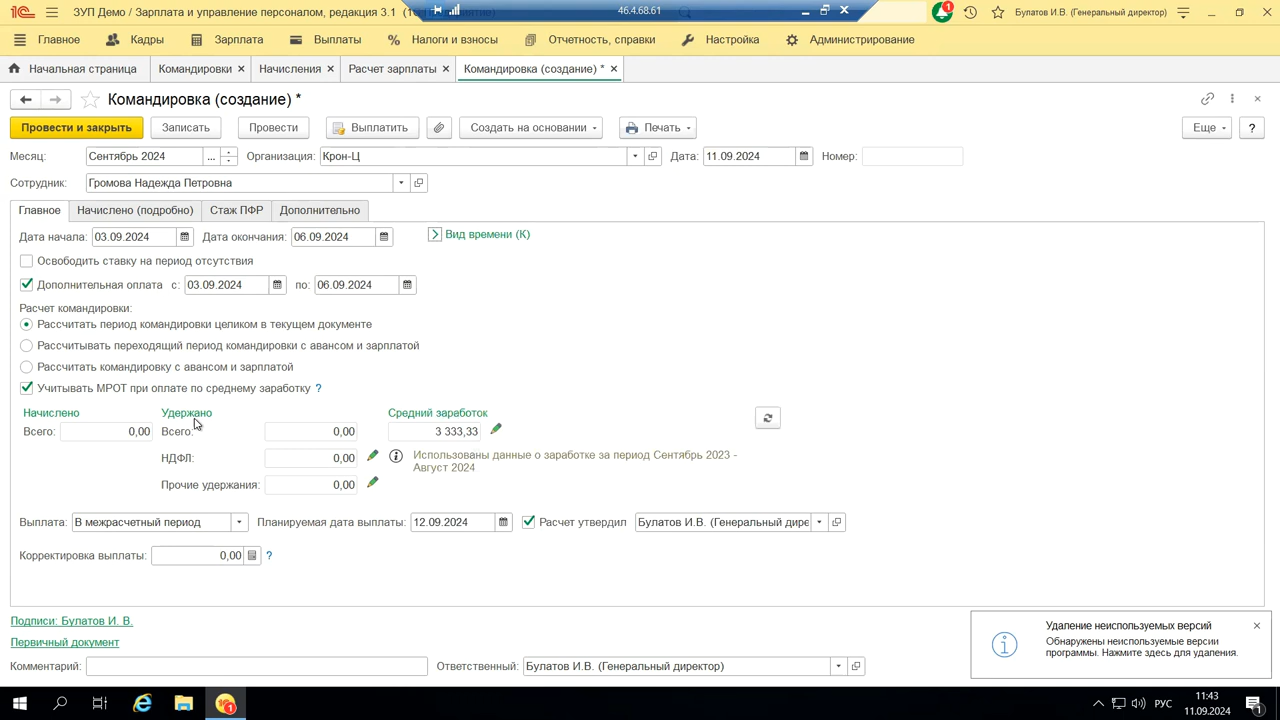 ЗУП Демо / Зарплата и управление персоналом, редакция 3.1 (1С:Предприятие)
46.4.68.61
1
Булатов И.В. (Генеральный директор)
Главное
Кадры
Зарплата
Выплаты
Налоги и взносы
Отчетность, справки
Настройка
Администрирование
Начальная страница
Командировки
Начисления
Расчет зарплаты
Командировка (создание) *
Командировка (создание) *
Провести и закрыть
Записать
Провести
Выплатить
Создать на основании
Печать
Еще
?
Месяц: Сентябрь 2024 ... Организация: Крон-Ц Дата: 11.09.2024 Номер:
Сотрудник: Громова Надежда Петровна
Главное Начислено (подробно) Стаж ПФР Дополнительно
Дата начала: 03.09.2024 Дата окончания: 06.09.2024 Вид времени (К)
Освободить ставку на период отсутствия
Дополнительная оплата с: 03.09.2024 по: 06.09.2024
Расчет командировки:
Рассчитать период командировки целиком в текущем документе
Рассчитывать переходящий период командировки с авансом и зарплатой
Рассчитать командировку с авансом и зарплатой
Учитывать МРОТ при оплате по среднему заработку ?
Начислено Удержано Средний заработок
Всего: 0,00 Всего: 0,00 3 333,33
НДФЛ: 0,00 Использованы данные о заработке за период Сентябрь 2023 -
Август 2024
Прочие удержания: 0,00
Выплата: В межрасчетный период Планируемая дата выплаты: 12.09.2024 Расчет утвердил Булатов И.В. (Генеральный дире
Корректировка выплаты: 0,00 ?
Подписи: Булатов И. В.
Первичный документ
Комментарий: Ответственный: Булатов И.В. (Генеральный директор)
Удаление неиспользуемых версий
Обнаружены неиспользуемые версии
программы. Нажмите здесь для удаления.
РУС
11:43
11.09.2024
1